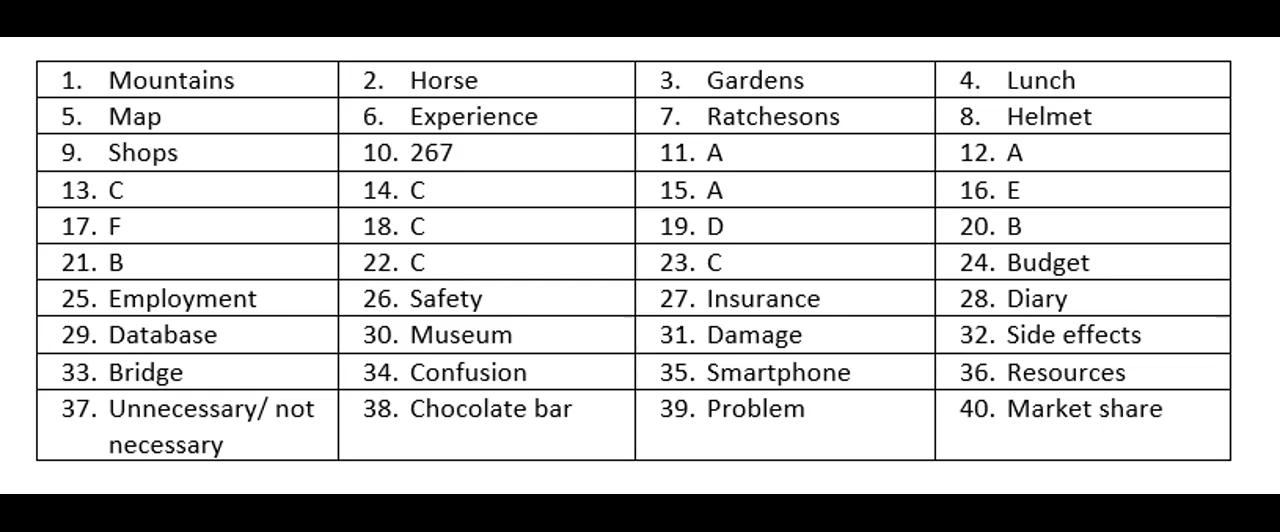 1. Mountains 2. Horse 3. Gardens 4. Lunch
5. Map 6. Experience 7. Ratchesons 8. Helmet
9. Shops 10. 267 11. A 12. A
13. C 14. C 15. A 16. E
17. F 18. C 19. D 20. B
21. B 22. C 23. C 24. Budget
25. Employment 26. Safety 27. Insurance 28. Diary
29. Database 30. Museum 31. Damage 32. Side effects
33. Bridge 34. Confusion 35. Smartphone 36. Resources
37. Unnecessary/ not 38. Chocolate bar 39. Problem 40. Market share
necessary